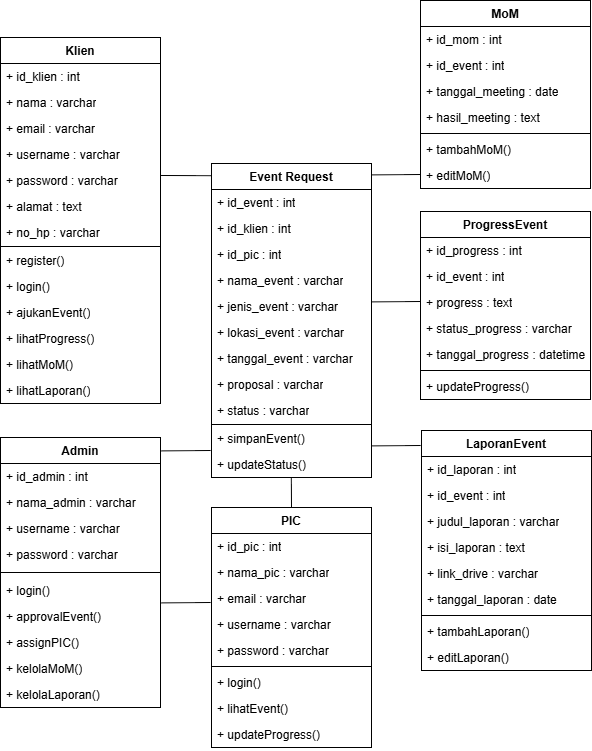 Klien
+ id_klien : int
+ nama : varchar
+ email : varchar
+ username : varchar
+ password : varchar
+ alamat : text
+ no_hp : varchar
+ register()
+ login()
+ ajukanEvent()
+ lihatProgress()
+ lihatMoM()
+ lihatLaporan()
Admin
+ id_admin : int
+ nama_admin : varchar
+ username : varchar
+ password : varchar
+ login()
+ approvalEvent()
+ assignPIC()
+ kelolaMoM()
+ kelolaLaporan()
Event Request
+ id_event : int
+ id_klien : int
+ id_pic : int
+ nama_event : varchar
+ jenis_event : varchar
+ lokasi_event : varchar
+ tanggal_event : varchar
+ proposal : varchar
+ status : varchar
+ simpanEvent()
+ updateStatus()
PIC
+ id_pic : int
+ nama_pic : varchar
+ email : varchar
+ username : varchar
+ password : varchar
+ login()
+ lihatEvent()
+ updateProgress()
MoM
+ id_mom : int
+ id_event : int
+ tanggal_meeting : date
+ hasil_meeting : text
+ tambahMoM()
+ editMoM()
ProgressEvent
+ id_progress : int
+ id_event : int
+ progress : text
+ status_progress : varchar
+ tanggal_progress : datetime
+ updateProgress()
LaporanEvent
+ id_laporan : int
+ id_event : int
+ judul_laporan : varchar
+ isi_laporan : text
+ link_drive : varchar
+ tanggal_laporan : date
+ tambahLaporan()
+ editLaporan()